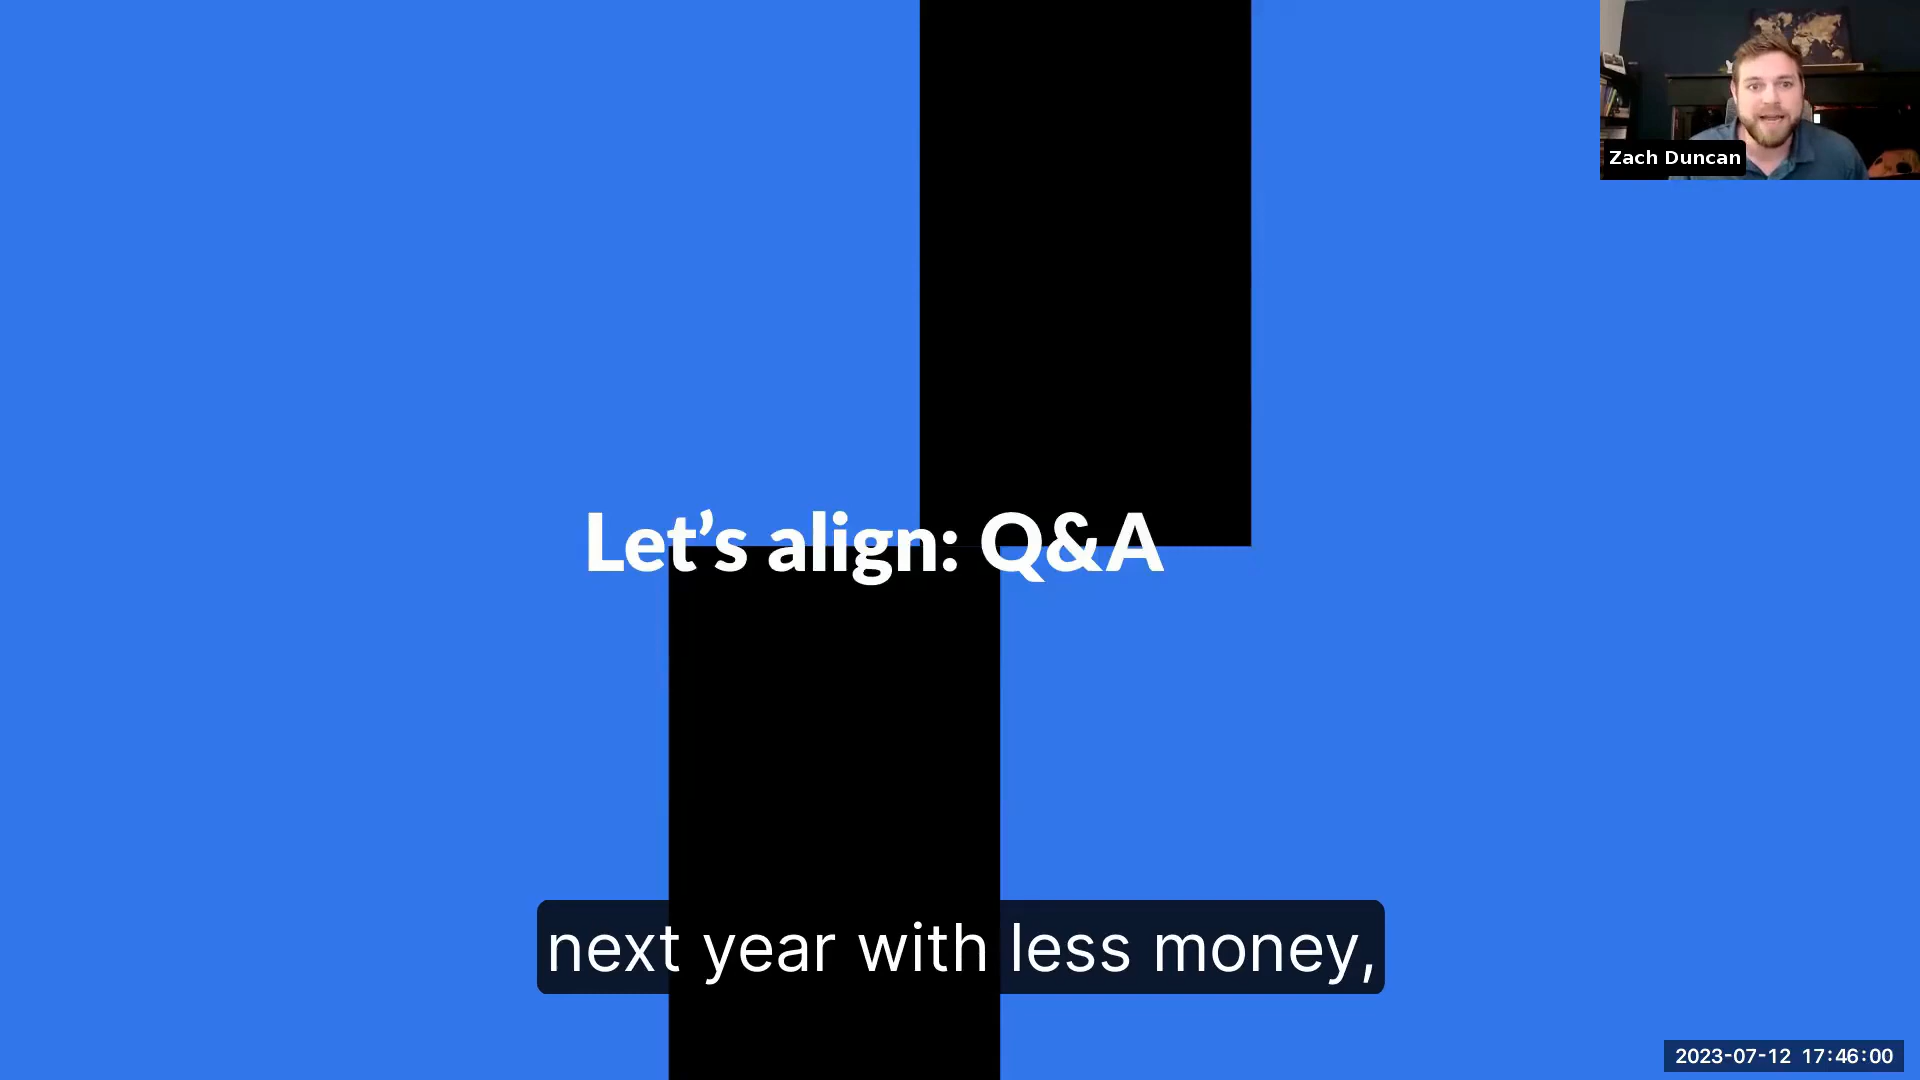 Zach Duncan
Let’s align: Q&A
next year with less money,
2023-07-12 17:46:00